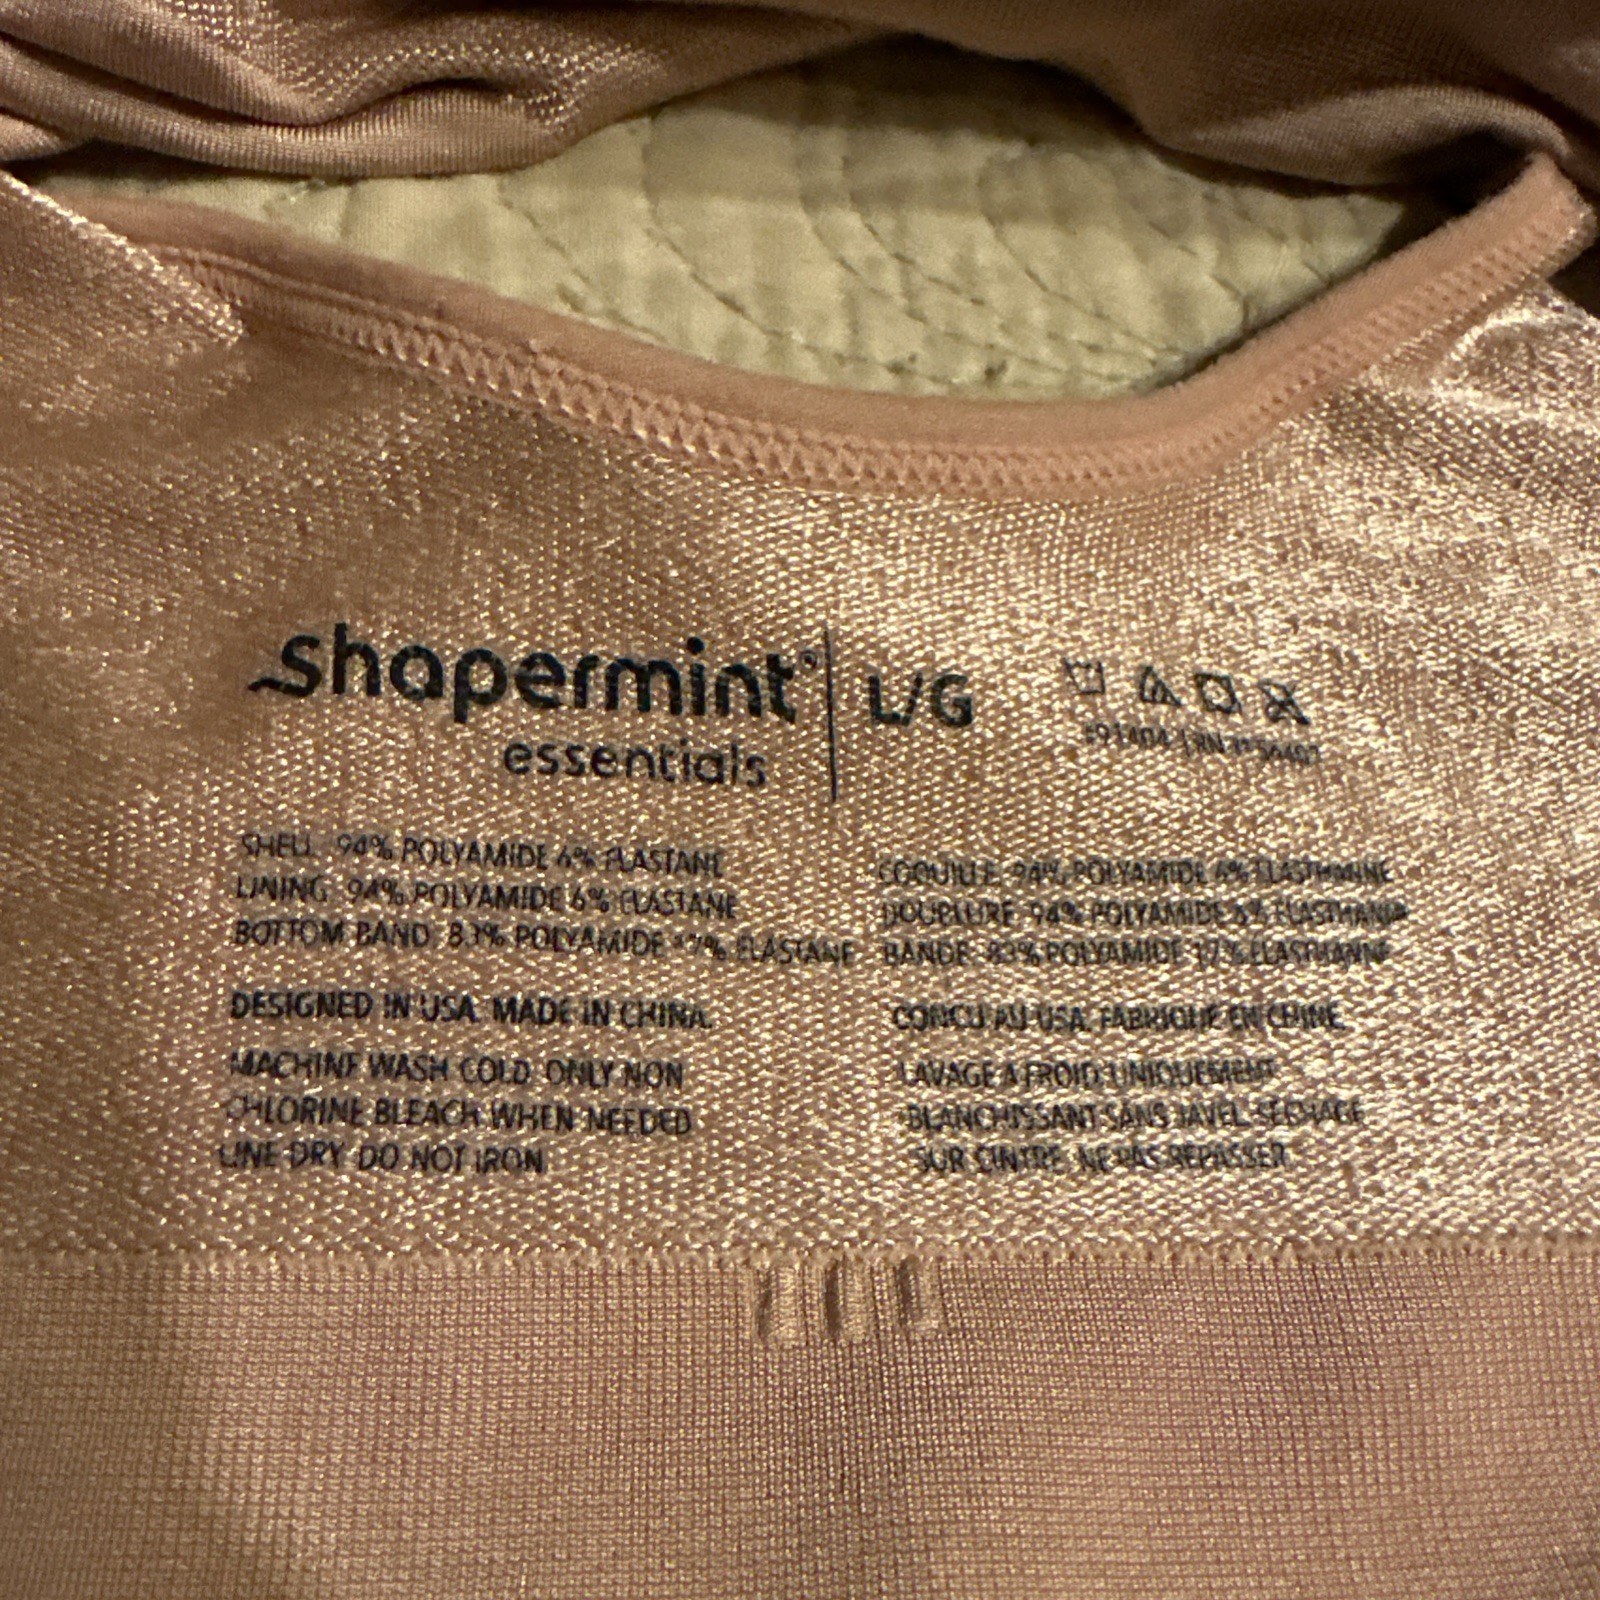 shapermint®
essentials
L/G
SHELL: 94% POLYAMIDE 6% ELASTANE
LINING: 94% POLYAMIDE 6% ELASTANE
BOTTOM BAND: 83% POLYAMIDE 17% ELASTANE
DESIGNED IN USA. MADE IN CHINA.
MACHINE WASH COLD. ONLY NON
CHLORINE BLEACH WHEN NEEDED
LINE DRY. DO NOT IRON.
COQUILLE: 94% POLYAMIDE 6% ELASTHANNE
DOUBLURE: 94% POLYAMIDE 6% ELASTHANNE
BANDE: 83% POLYAMIDE 17% ELASTHANNE
CONCU AU USA. FABRIQUE EN CHINE.
LAVAGE A FROID. UNIQUEMENT
BLANCHISSANT SANS JAVEL. SECHAGE
SUR CINTRE. NE PAS REPASSER.